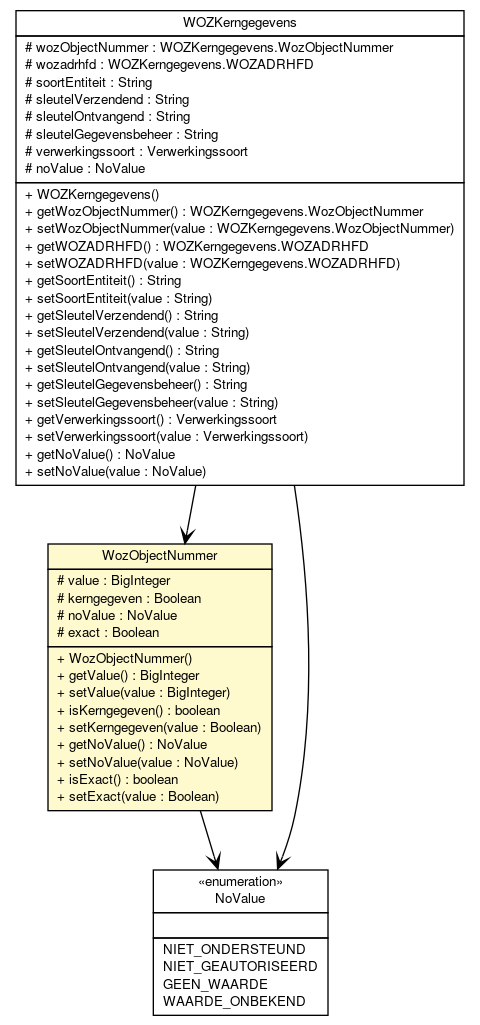 WOZKerngegevens
# wozObjectNummer : WOZKerngegevens.WozObjectNummer
# wozadrhfd : WOZKerngegevens.WOZADRHFD
# soortEntiteit : String
# sleutelVerzendend : String
# sleutelOntvangend : String
# sleutelGegevensbeheer : String
# verwerkingssoort : Verwerkingssoort
# noValue : NoValue
+ WOZKerngegevens()
+ getWozObjectNummer() : WOZKerngegevens.WozObjectNummer
+ setWozObjectNummer(value : WOZKerngegevens.WozObjectNummer)
+ getWOZADRHFD() : WOZKerngegevens.WOZADRHFD
+ setWOZADRHFD(value : WOZKerngegevens.WOZADRHFD)
+ getSoortEntiteit() : String
+ setSoortEntiteit(value : String)
+ getSleutelVerzendend() : String
+ setSleutelVerzendend(value : String)
+ getSleutelOntvangend() : String
+ setSleutelOntvangend(value : String)
+ getSleutelGegevensbeheer() : String
+ setSleutelGegevensbeheer(value : String)
+ getVerwerkingssoort() : Verwerkingssoort
+ setVerwerkingssoort(value : Verwerkingssoort)
+ getNoValue() : NoValue
+ setNoValue(value : NoValue)
WozObjectNummer
# value : BigInteger
# kerngegeven : Boolean
# noValue : NoValue
# exact : Boolean
+ WozObjectNummer()
+ getValue() : BigInteger
+ setValue(value : BigInteger)
+ isKerngegeven() : boolean
+ setKerngegeven(value : Boolean)
+ getNoValue() : NoValue
+ setNoValue(value : NoValue)
+ isExact() : boolean
+ setExact(value : Boolean)
«enumeration»
NoValue
NIET_ONDERSTEUND
NIET_GEAUTORISEERD
GEEN_WAARDE
WAARDE_ONBEKEND